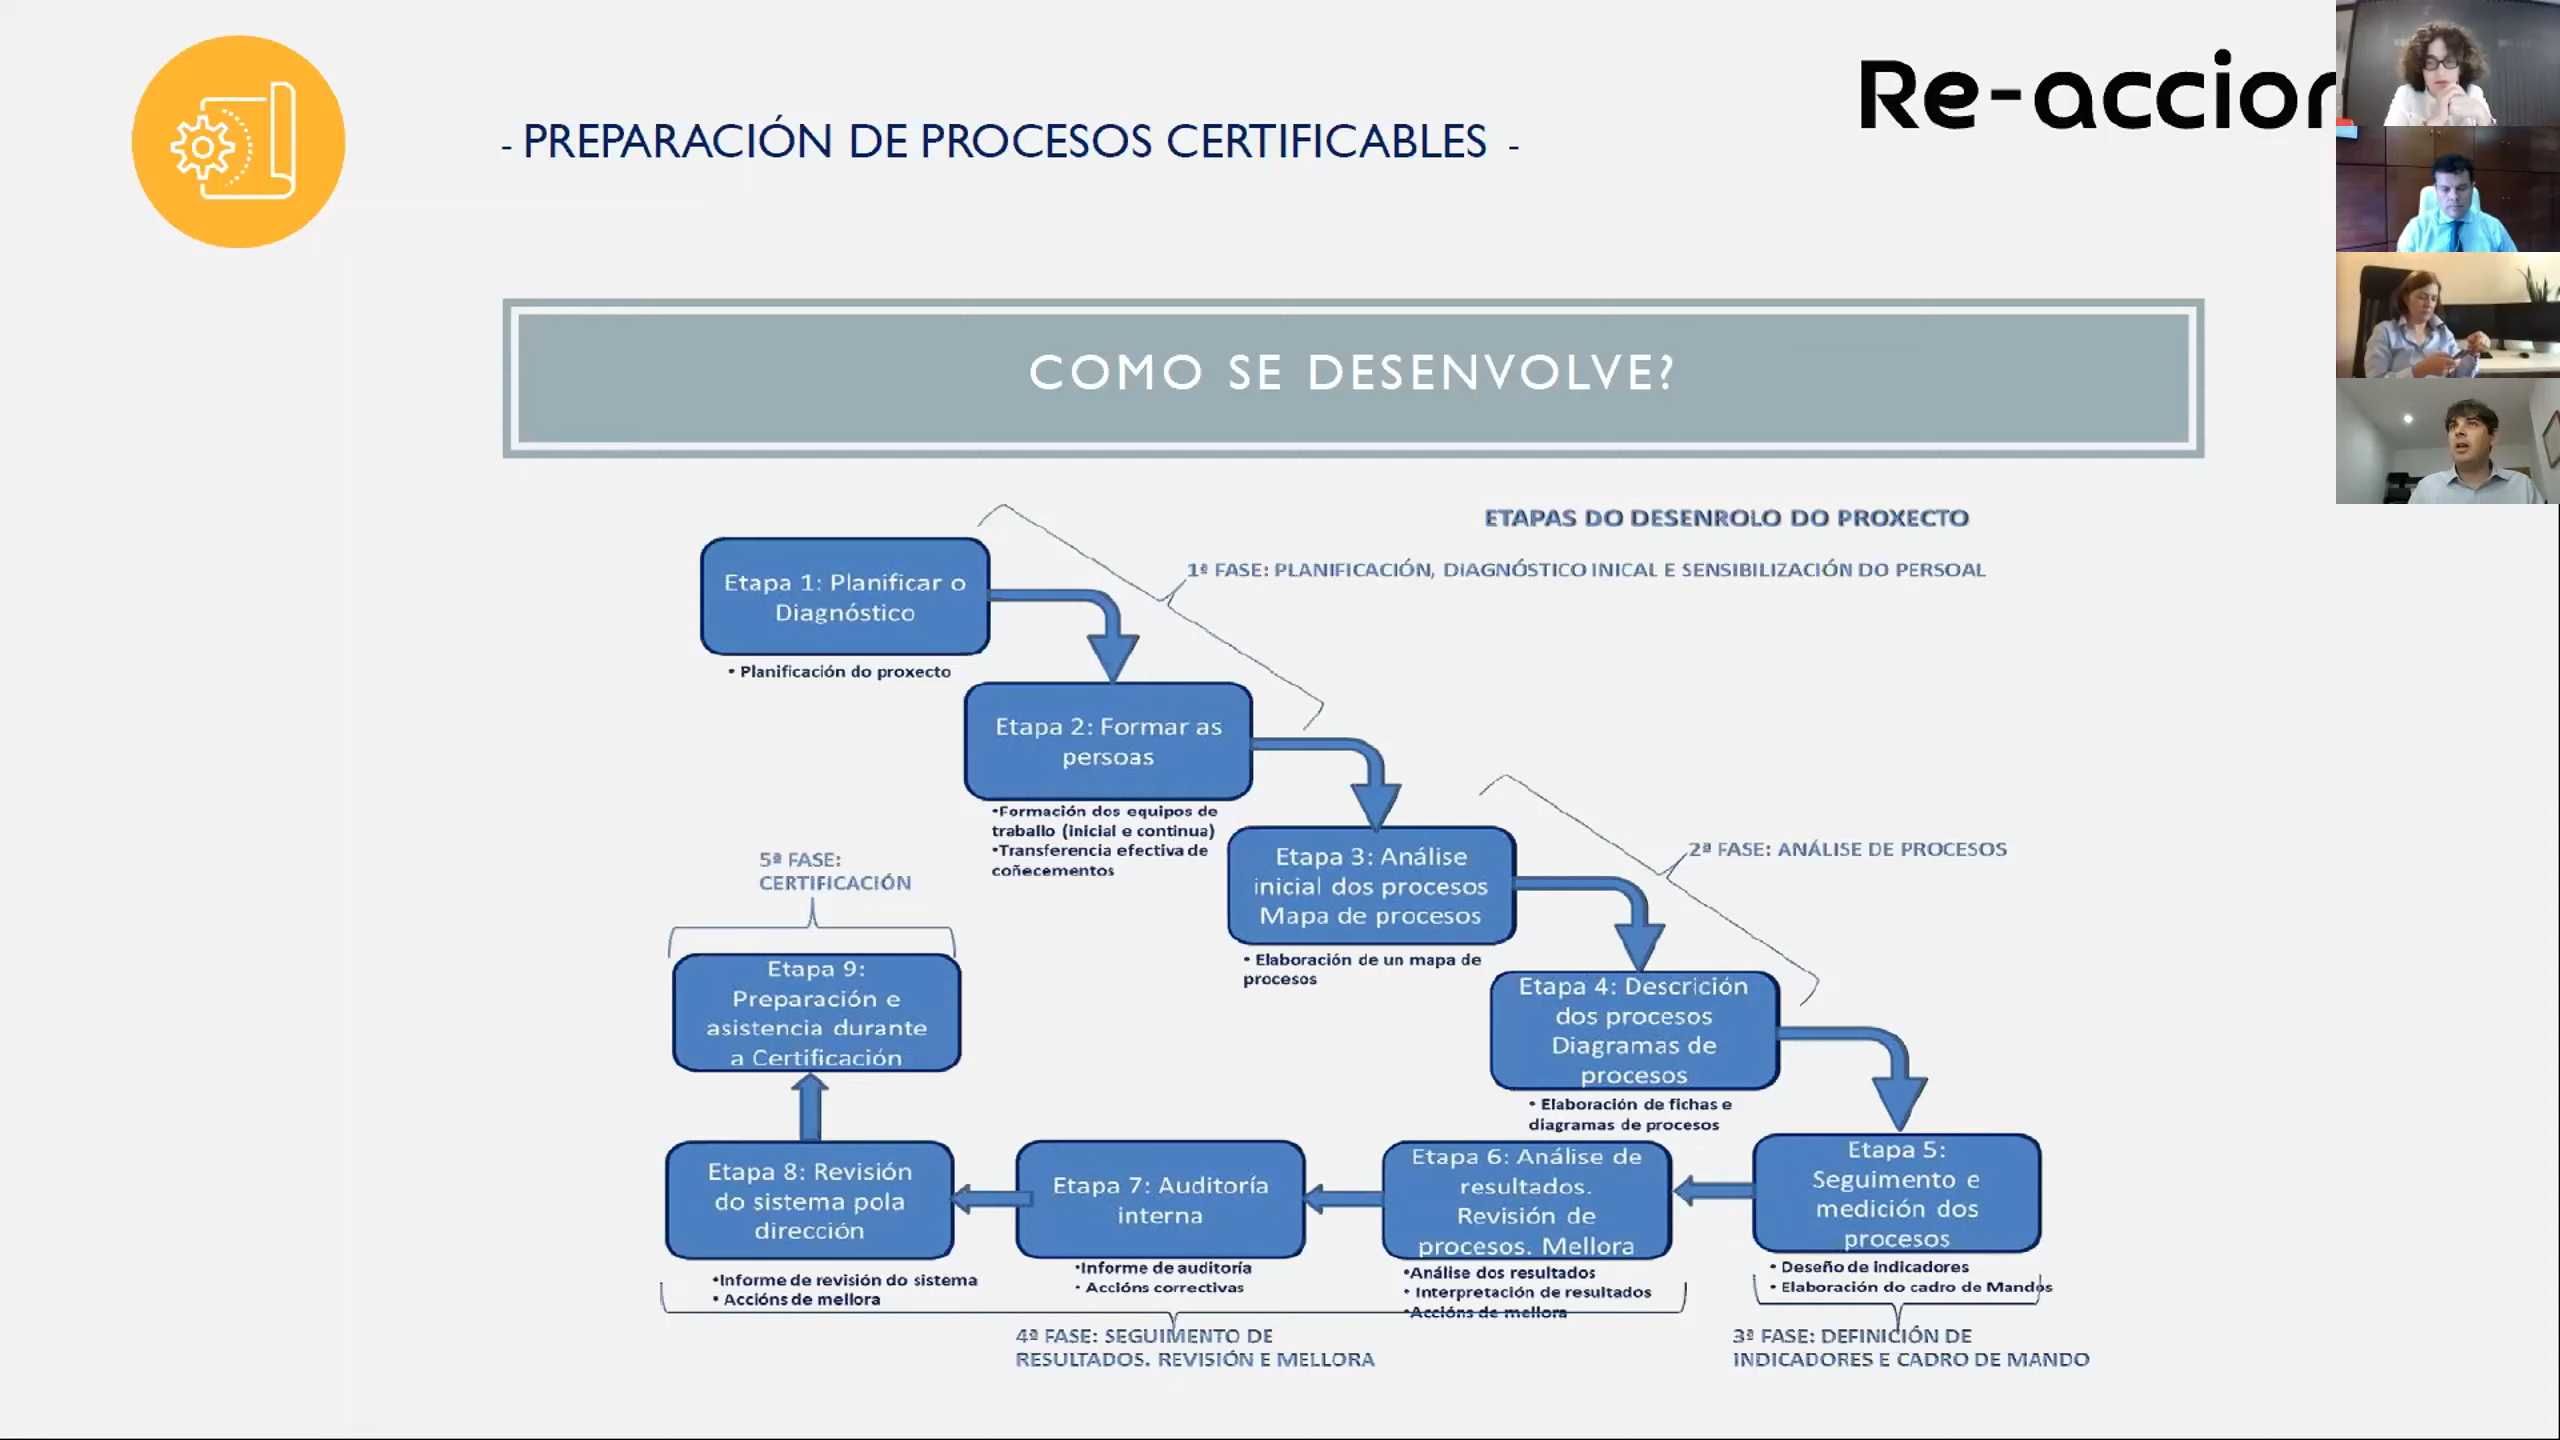 Re-accion
- PREPARACIÓN DE PROCESOS CERTIFICABLES -
COMO SE DESENVOLVE?
ETAPAS DO DESENROLO DO PROXECTO
1ª FASE: PLANIFICACIÓN, DIAGNÓSTICO INICAL E SENSIBILIZACIÓN DO PERSOAL
Etapa 1: Planificar o
Diagnóstico
• Planificación do proxecto
Etapa 2: Formar as
persoas
•Formación dos equipos de
traballo (inicial e continua)
•Transferencia efectiva de
coñecementos
2ª FASE: ANÁLISE DE PROCESOS
Etapa 3: Análise
inicial dos procesos
Mapa de procesos
• Elaboración de un mapa de
procesos
Etapa 4: Descrición
dos procesos
Diagramas de
procesos
• Elaboración de fichas e
diagramas de procesos
Etapa 5:
Seguimento e
medición dos
procesos
• Deseño de indicadores
• Elaboración do cadro de Mandos
3ª FASE: DEFINICIÓN DE
INDICADORES E CADRO DE MANDO
Etapa 6: Análise de
resultados.
Revisión de
procesos. Mellora
•Análise dos resultados
• Interpretación de resultados
•Accións de mellora
Etapa 7: Auditoría
interna
•Informe de auditoría
• Accións correctivas
Etapa 8: Revisión
do sistema pola
dirección
•Informe de revisión do sistema
• Accións de mellora
4ª FASE: SEGUIMENTO DE
RESULTADOS. REVISIÓN E MELLORA
5ª FASE:
CERTIFICACIÓN
Etapa 9:
Preparación e
asistencia durante
a Certificación